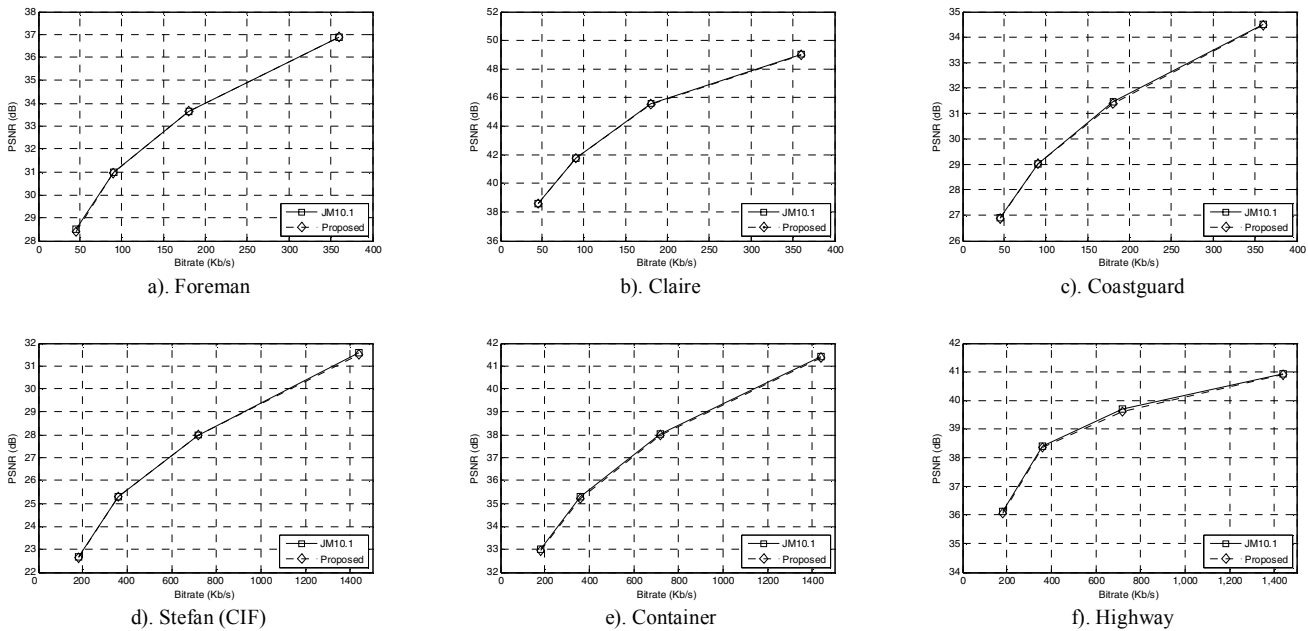 38
37
36
35
34
33
32
31
30
29
28
PSNR (dB)
0 50 100 150 200 250 300 350 400
Bitrate (Kb/s)
JM10.1
Proposed
a). Foreman
52
50
48
46
44
42
40
38
36
PSNR (dB)
0 50 100 150 200 250 300 350 400
Bitrate (Kb/s)
JM10.1
Proposed
b). Claire
35
34
33
32
31
30
29
28
27
26
PSNR (dB)
0 50 100 150 200 250 300 350 400
Bitrate (Kb/s)
JM10.1
Proposed
c). Coastguard
32
31
30
29
28
27
26
25
24
23
22
PSNR (dB)
0 200 400 600 800 1000 1200 1400
Bitrate (Kb/s)
JM10.1
Proposed
d). Stefan (CIF)
42
41
40
39
38
37
36
35
34
33
32
PSNR (dB)
0 200 400 600 800 1000 1200 1400
Bitrate (Kb/s)
JM10.1
Proposed
e). Container
42
41
40
39
38
37
36
35
34
PSNR (dB)
0 200 400 600 800 1,000 1,200 1,400
Bitrate (Kb/s)
JM10.1
Proposed
f). Highway